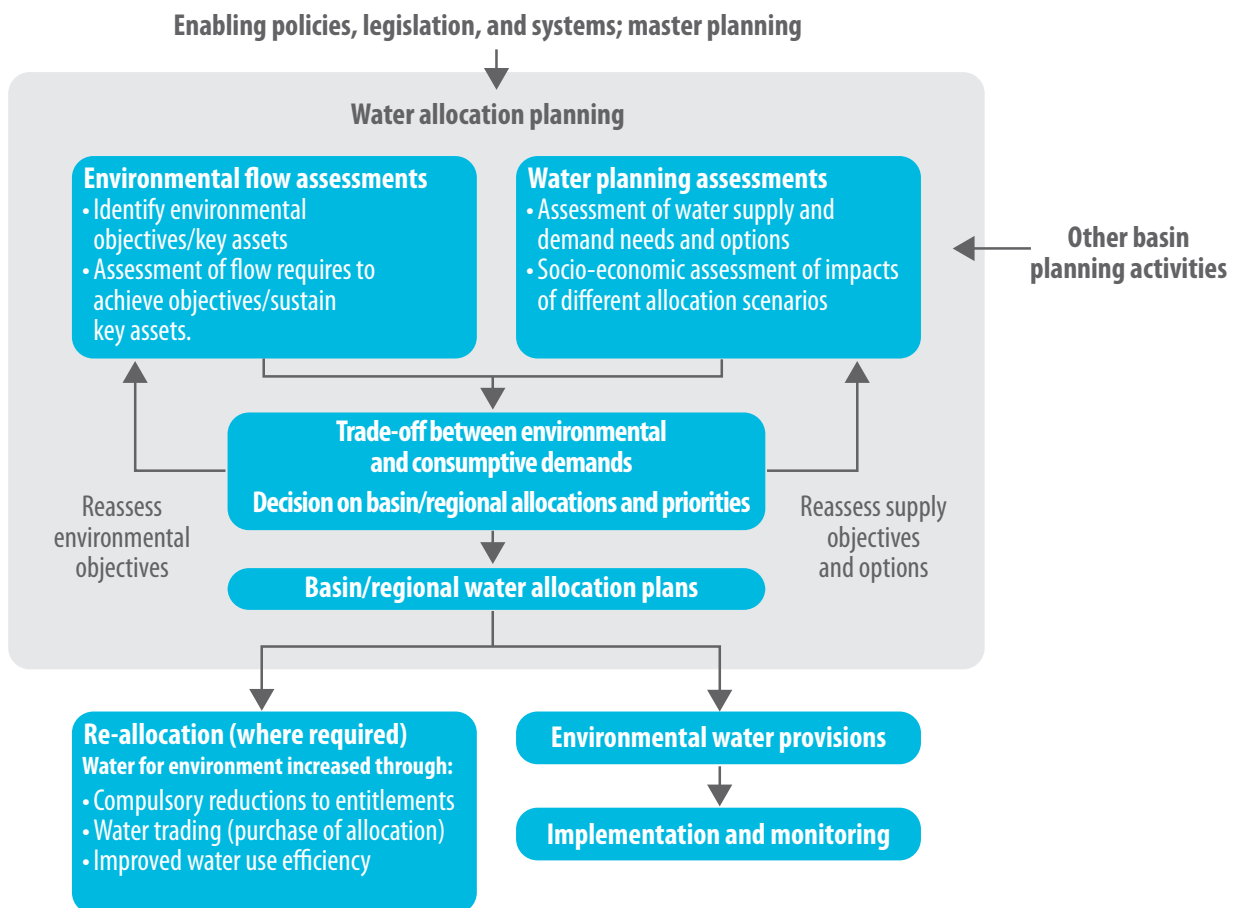 Enabling policies, legislation, and systems; master planning
Water allocation planning
Environmental flow assessments
• Identify environmental
objectives/key assets
• Assessment of flow requires to
achieve objectives/sustain
key assets.
Water planning assessments
• Assessment of water supply and
demand needs and options
• Socio-economic assessment of impacts
of different allocation scenarios
Other basin
planning activities
Trade-off between environmental
and consumptive demands
Decision on basin/regional allocations and priorities
Reassess
environmental
objectives
Reassess supply
objectives
and options
Basin/regional water allocation plans
Re-allocation (where required)
Water for environment increased through:
• Compulsory reductions to entitlements
• Water trading (purchase of allocation)
• Improved water use efficiency
Environmental water provisions
Implementation and monitoring